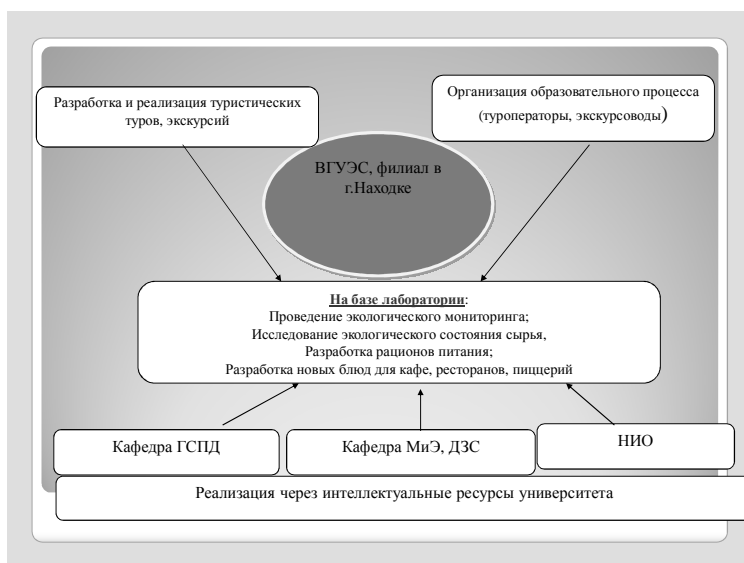 Разработка и реализация туристических
туров, экскурсий
Организация образовательного процесса
(туроператоры, экскурсоводы)
ВГУЭС, филиал в
г.Находке
На базе лаборатории:
Проведение экологического мониторинга;
Исследование экологического состояния сырья,
Разработка рационов питания;
Разработка новых блюд для кафе, ресторанов, пиццерий
Кафедра ГСПД
Кафедра МиЭ, ДЗС
НИО
Реализация через интеллектуальные ресурсы университета